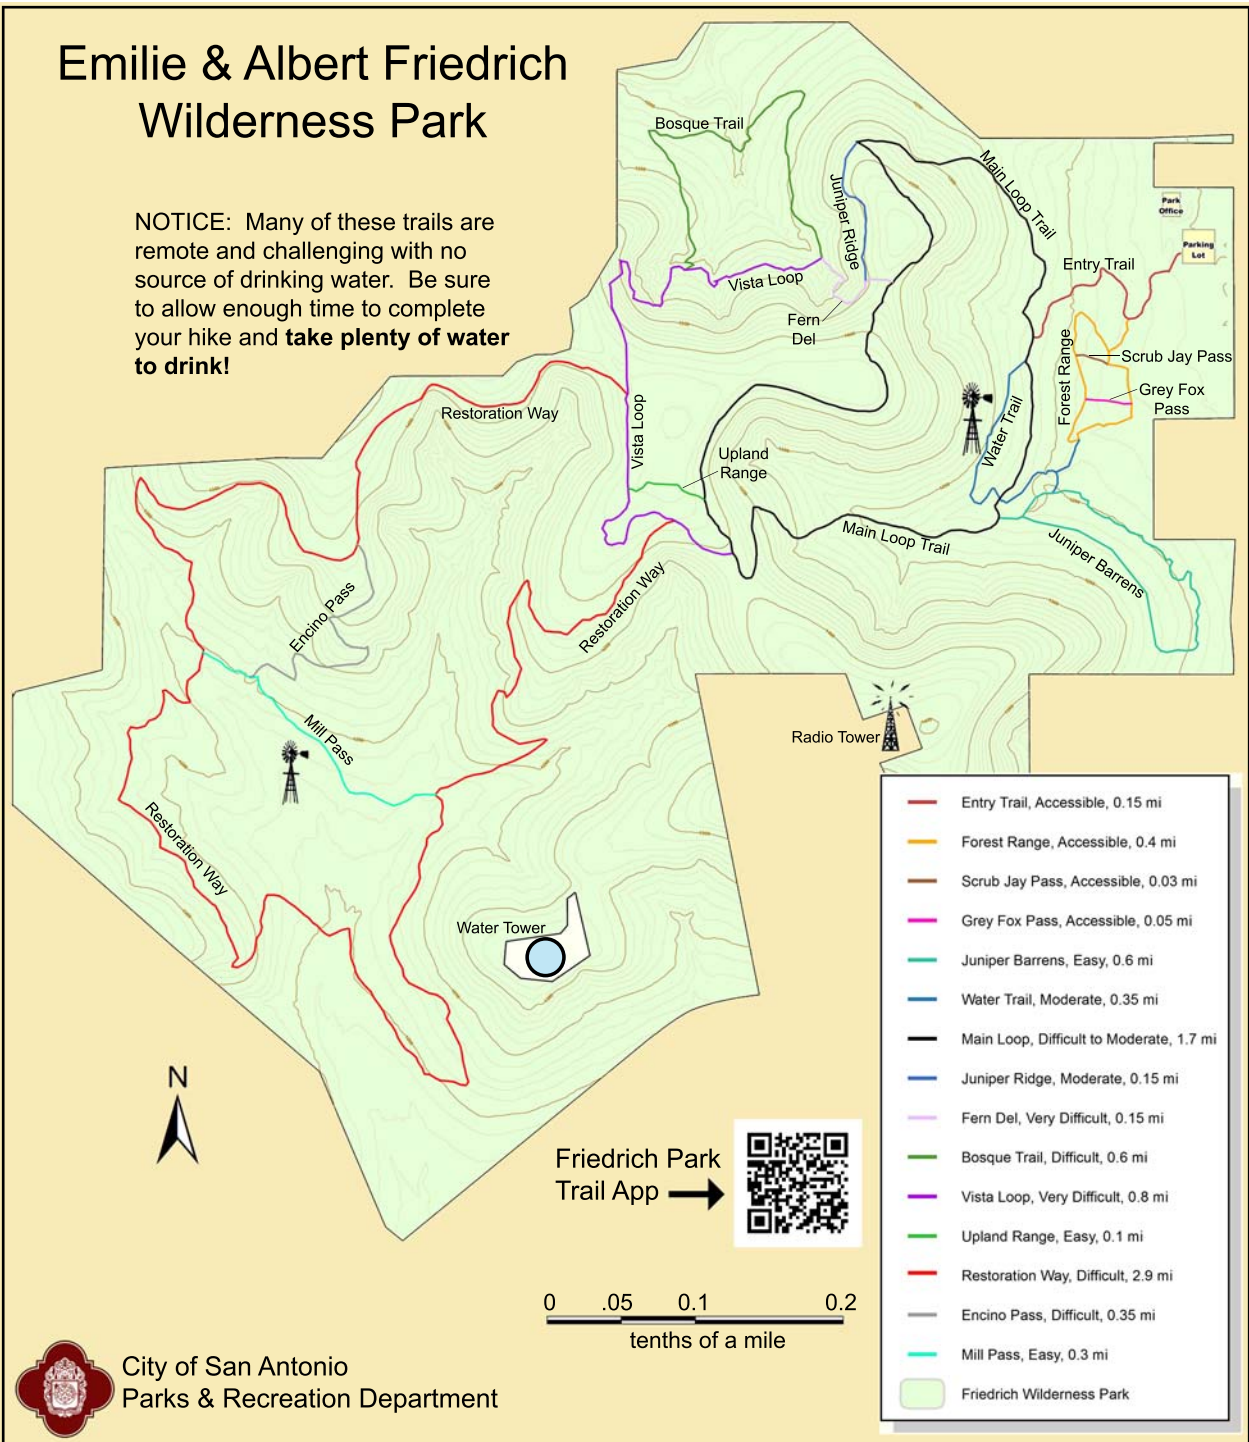 Emilie & Albert Friedrich
Wilderness Park
NOTICE: Many of these trails are
remote and challenging with no
source of drinking water. Be sure
to allow enough time to complete
your hike and take plenty of water
to drink!
Bosque Trail
Juniper Ridge
Main Loop Trail
Park
Office
Parking
Lot
Entry Trail
Vista Loop
Fern
Del
Scrub Jay Pass
Forest Range
Grey Fox
Pass
Restoration Way
Vista Loop
Water Trail
Upland
Range
Main Loop Trail
Juniper Barrens
Encino Pass
Restoration Way
Mill Pass
Radio Tower
Restoration Way
Water Tower
Entry Trail, Accessible, 0.15 mi
Forest Range, Accessible, 0.4 mi
Scrub Jay Pass, Accessible, 0.03 mi
Grey Fox Pass, Accessible, 0.05 mi
Juniper Barrens, Easy, 0.6 mi
Water Trail, Moderate, 0.35 mi
Main Loop, Difficult to Moderate, 1.7 mi
Juniper Ridge, Moderate, 0.15 mi
Fern Del, Very Difficult, 0.15 mi
Bosque Trail, Difficult, 0.6 mi
Vista Loop, Very Difficult, 0.8 mi
Upland Range, Easy, 0.1 mi
Restoration Way, Difficult, 2.9 mi
Encino Pass, Difficult, 0.35 mi
Mill Pass, Easy, 0.3 mi
Friedrich Wilderness Park
N
Friedrich Park
Trail App
0 .05 0.1 0.2
tenths of a mile
City of San Antonio
Parks & Recreation Department